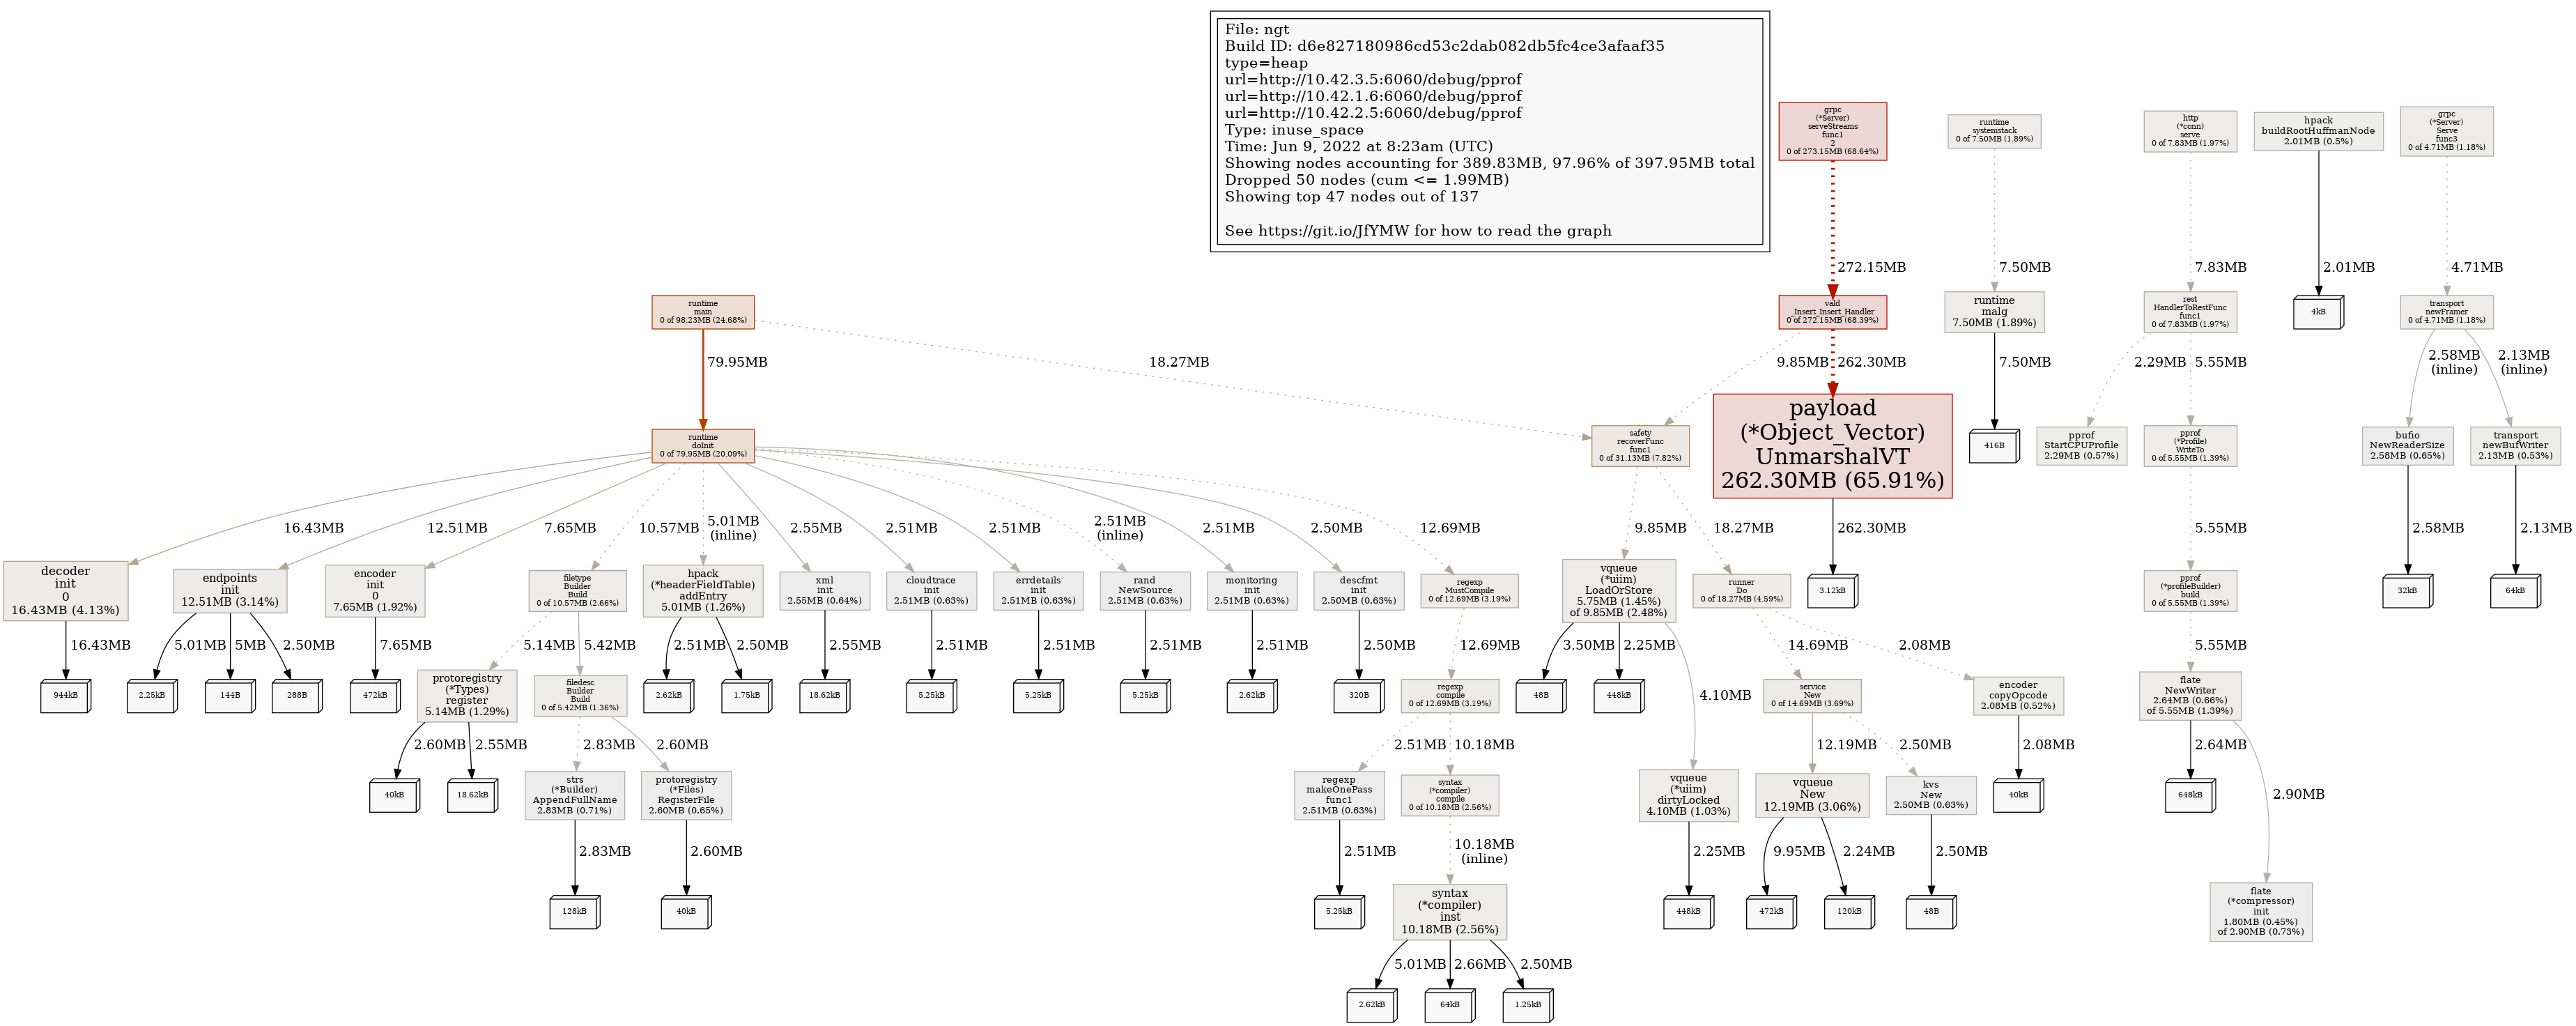 File: ngt
Build ID: d6e827180986cd53c2dab082db5fc4ce3afaaf35
type=heap
url=http://10.42.3.5:6060/debug/pprof
url=http://10.42.1.6:6060/debug/pprof
url=http://10.42.2.5:6060/debug/pprof
Type: inuse_space
Time: Jun 9, 2022 at 8:23am (UTC)
Showing nodes accounting for 389.83MB, 97.96% of 397.95MB total
Dropped 50 nodes (cum <= 1.99MB)
Showing top 47 nodes out of 137
See https://git.io/JfYMW for how to read the graph
grpc
(*Server)
serveStreams
func1
2
0 of 273.15MB (68.64%)
runtime
systemstack
0 of 7.50MB (1.89%)
http
(*conn)
serve
0 of 7.83MB (1.97%)
hpack
buildRootHuffmanNode
2.01MB (0.5%)
grpc
(*Server)
Serve
func3
0 of 4.71MB (1.18%)
272.15MB
7.50MB
7.83MB
2.01MB
4.71MB
runtime
main
0 of 98.23MB (24.68%)
vald
_Insert_Insert_Handler
0 of 272.15MB (68.39%)
runtime
malg
7.50MB (1.89%)
rest
HandlerToRestFunc
func1
0 of 7.83MB (1.97%)
4kB
transport
newFramer
0 of 4.71MB (1.18%)
79.95MB
18.27MB
9.85MB
262.30MB
7.50MB
2.29MB
5.55MB
2.58MB
(inline)
2.13MB
(inline)
runtime
doInit
0 of 79.95MB (20.09%)
safety
recoverFunc
func1
0 of 31.13MB (7.82%)
payload
(*Object_Vector)
UnmarshalVT
262.30MB (65.91%)
416B
pprof
StartCPUProfile
2.29MB (0.57%)
pprof
(*Profile)
WriteTo
0 of 5.55MB (1.39%)
bufio
NewReaderSize
2.58MB (0.65%)
transport
newBufWriter
2.13MB (0.53%)
16.43MB
12.51MB
7.65MB
10.57MB
5.01MB
(inline)
2.55MB
2.51MB
2.51MB
2.51MB
(inline)
2.51MB
2.50MB
12.69MB
9.85MB
18.27MB
262.30MB
5.55MB
2.58MB
2.13MB
decoder
init
0
16.43MB (4.13%)
endpoints
init
12.51MB (3.14%)
encoder
init
0
7.65MB (1.92%)
filetype
Builder
Build
0 of 10.57MB (2.66%)
hpack
(*headerFieldTable)
addEntry
5.01MB (1.26%)
xml
init
2.55MB (0.64%)
cloudtrace
init
2.51MB (0.63%)
errdetails
init
2.51MB (0.63%)
rand
NewSource
2.51MB (0.63%)
monitoring
init
2.51MB (0.63%)
descfmt
init
2.50MB (0.63%)
regexp
MustCompile
0 of 12.69MB (3.19%)
vqueue
(*uiim)
LoadOrStore
5.75MB (1.45%)
of 9.85MB (2.48%)
runner
Do
0 of 18.27MB (4.59%)
3.12kB
pprof
(*profileBuilder)
build
0 of 5.55MB (1.39%)
32kB
64kB
16.43MB
5.01MB
5MB
2.50MB
7.65MB
5.14MB
5.42MB
2.51MB
2.50MB
2.55MB
2.51MB
2.51MB
2.51MB
2.51MB
2.50MB
12.69MB
3.50MB
2.25MB
4.10MB
14.69MB
2.08MB
5.55MB
944kB
2.25kB
144B
288B
472kB
protoregistry
(*Types)
register
5.14MB (1.29%)
filedesc
Builder
Build
0 of 5.42MB (1.36%)
2.62kB
1.75kB
18.62kB
5.25kB
5.25kB
5.25kB
2.62kB
320B
regexp
compile
0 of 12.69MB (3.19%)
48B
448kB
service
New
0 of 14.69MB (3.69%)
encoder
copyOpcode
2.08MB (0.52%)
flate
NewWriter
2.64MB (0.66%)
of 5.55MB (1.39%)
2.60MB
2.55MB
2.83MB
2.60MB
2.51MB
10.18MB
12.19MB
2.50MB
2.08MB
2.64MB
2.90MB
40kB
18.62kB
strs
(*Builder)
AppendFullName
2.83MB (0.71%)
protoregistry
(*Files)
RegisterFile
2.60MB (0.65%)
regexp
makeOnePass
func1
2.51MB (0.63%)
syntax
(*compiler)
compile
0 of 10.18MB (2.56%)
vqueue
(*uiim)
dirtyLocked
4.10MB (1.03%)
vqueue
New
12.19MB (3.06%)
kvs
New
2.50MB (0.63%)
40kB
648kB
2.83MB
2.60MB
2.51MB
10.18MB
(inline)
2.25MB
9.95MB
2.24MB
2.50MB
128kB
40kB
5.25kB
syntax
(*compiler)
inst
10.18MB (2.56%)
448kB
472kB
120kB
48B
flate
(*compressor)
init
1.80MB (0.45%)
of 2.90MB (0.73%)
5.01MB
2.66MB
2.50MB
2.62kB
64kB
1.25kB